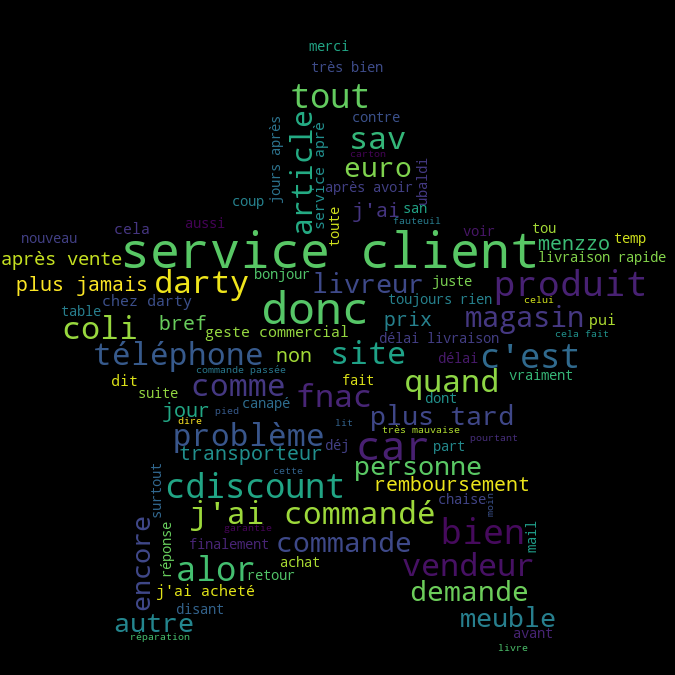 merci
très bien
tout
contre
jours après
article
service aprè
sav
carton
euro
ubaldi
après avoir
coup
j'ai
san
toute
fauteuil
aussi
voir
tou
cela
nouveau
menzzo
temp
service client
après vente
livraison rapide
plus jamais
darty
bonjour
livreur
juste
produit
chez darty
donc
toujours rien
celui
table
coli
bref
geste commercial
prix
magasin
pui
cela fait
délai livraison
téléphone
non
site
délai
c'est
commande passée
dit
suite
comme
fait
quand
vraiment
jour
pied
canapé
fnac
dont
plus tard
dire
lit
problème
très mauvaise
pourtant
transporteur
déj
car
part
personne
cette
surtout
cdiscount
remboursement
chaise
moin
j'ai commandé
encore
réponse
garantie
finalement
commande
bien
mail
alor
retour
achat
vendeur
j'ai acheté
demande
disant
autre
meuble
réparation
avant
livre